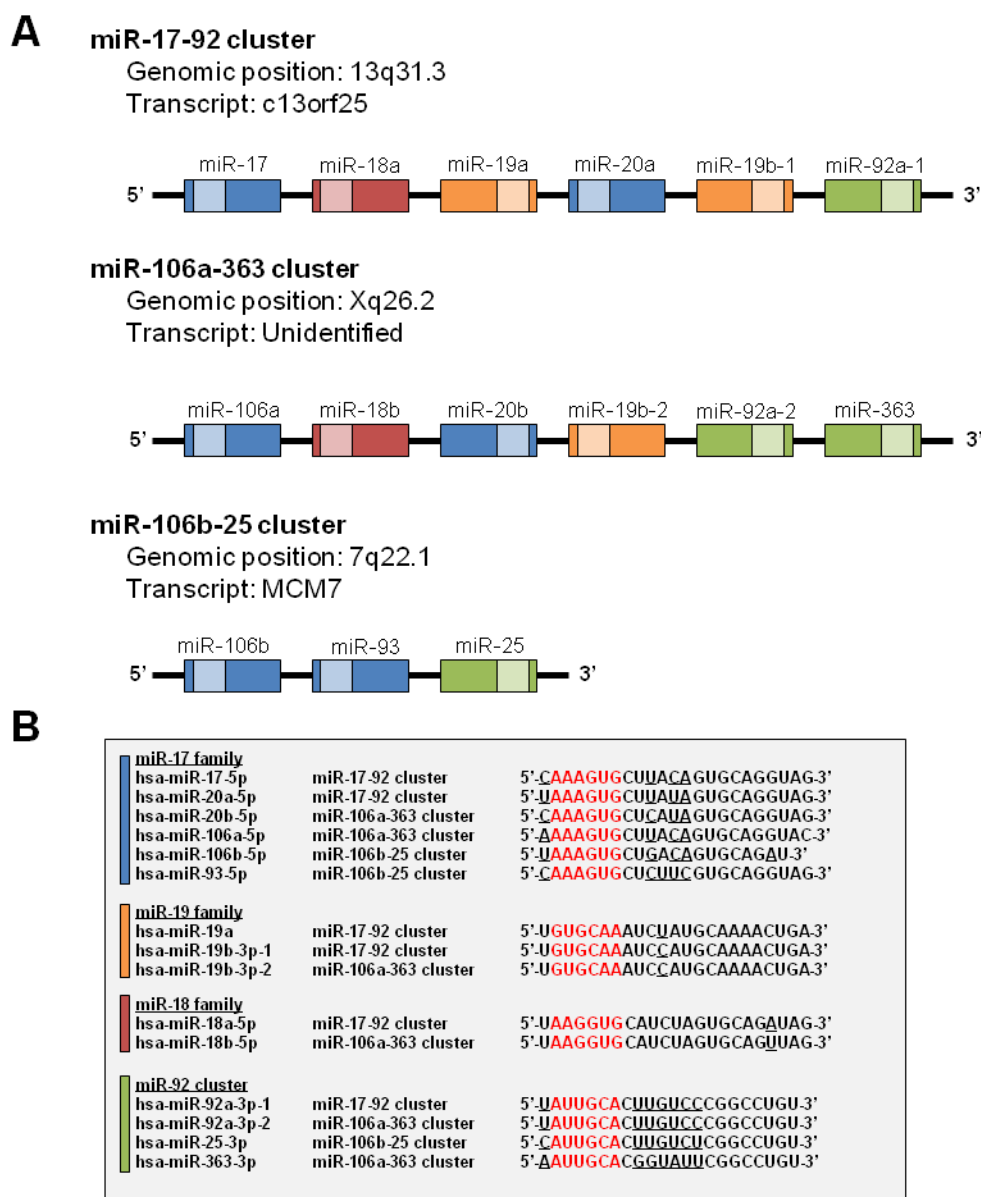 A
miR-17-92 cluster
Genomic position: 13q31.3
Transcript: c13orf25
miR-17 miR-18a miR-19a miR-20a miR-19b-1 miR-92a-1
5’ 3’
miR-106a-363 cluster
Genomic position: Xq26.2
Transcript: Unidentified
miR-106a miR-18b miR-20b miR-19b-2 miR-92a-2 miR-363
5’ 3’
miR-106b-25 cluster
Genomic position: 7q22.1
Transcript: MCM7
miR-106b miR-93 miR-25
5’ 3’
B
miR-17 family
hsa-miR-17-5p miR-17-92 cluster 5’-CAAAGUGCUUACAGUGCAGGUAG-3’
hsa-miR-20a-5p miR-17-92 cluster 5’-UAAAGUGCUUAUAGUGCAGGUAG-3’
hsa-miR-20b-5p miR-106a-363 cluster 5’-CAAAGUGCUCAUAGUGCAGGUAG-3’
hsa-miR-106a-5p miR-106a-363 cluster 5’-AAAAGUGCUUACAGUGCAGGUAC-3’
hsa-miR-106b-5p miR-106b-25 cluster 5’-UAAAGUGCUGACAGUGCAGAU-3’
hsa-miR-93-5p miR-106b-25 cluster 5’-CAAAGUGCUCUUCGUGCAGGUAG-3’
miR-19 family
hsa-miR-19a miR-17-92 cluster 5’-UGUGCAAAUCUAUGCAAAACUGA-3’
hsa-miR-19b-3p-1 miR-17-92 cluster 5’-UGUGCAAAUCCAUGCAAAACUGA-3’
hsa-miR-19b-3p-2 miR-106a-363 cluster 5’-UGUGCAAAUCCAUGCAAAACUGA-3’
miR-18 family
hsa-miR-18a-5p miR-17-92 cluster 5’-UAAGGUGCAUCUAGUGCAGAUAG-3’
hsa-miR-18b-5p miR-106a-363 cluster 5’-UAAGGUGCAUCUAGUGCAGUUAG-3’
miR-92 cluster
hsa-miR-92a-3p-1 miR-17-92 cluster 5’-UAUUGCACUUGUCCCGGCCUGU-3’
hsa-miR-92a-3p-2 miR-106a-363 cluster 5’-UAUUGCACUUGUCCCGGCCUGU-3’
hsa-miR-25-3p miR-106b-25 cluster 5’-CAUUGCACUUGUCUCGGCCUGU-3’
hsa-miR-363-3p miR-106a-363 cluster 5’-AAUUGCACGGUAUUCGGCCUGU-3’